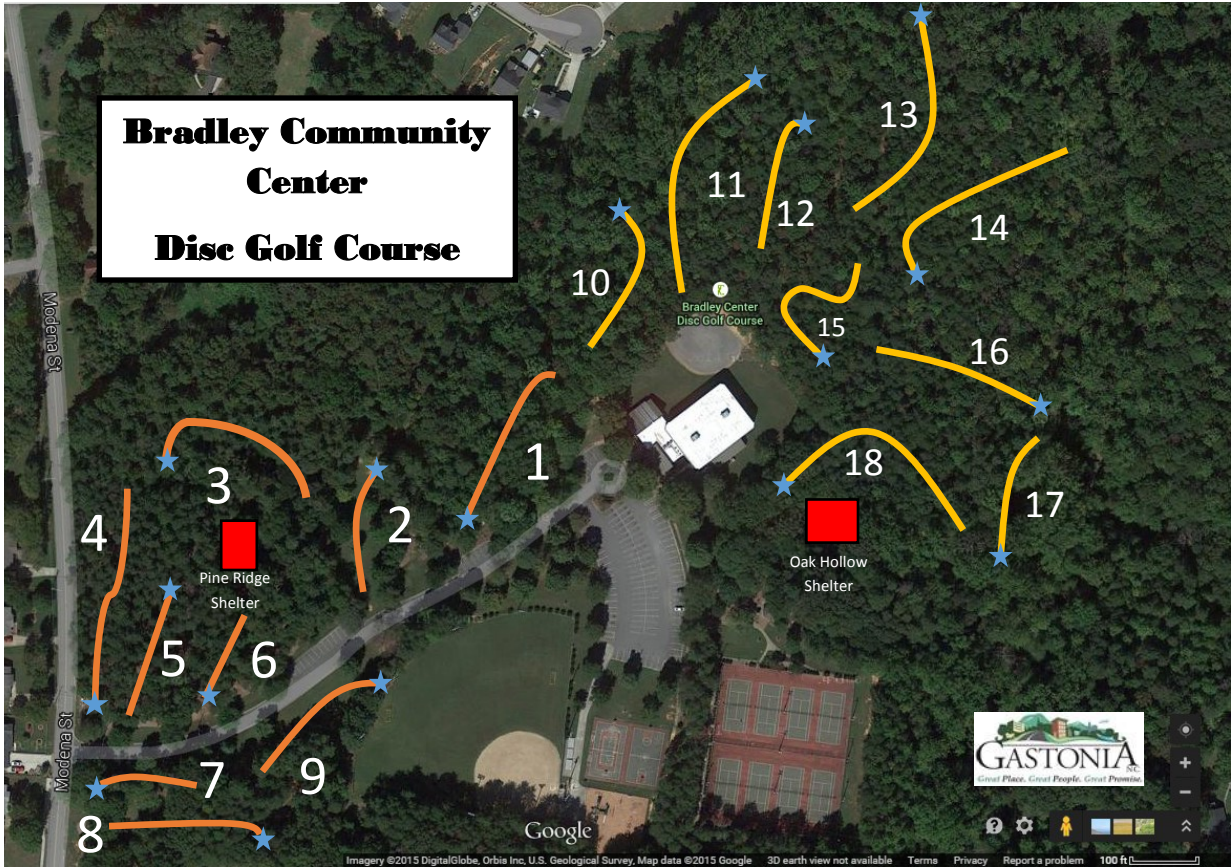 Bradley Community
Center
Disc Golf Course
13
11
12
14
10
Bradley Center
Disc Golf Course
15
16
Modena St
1
18
3
4
2
17
Pine Ridge
Shelter
Oak Hollow
Shelter
5
6
Modena St
7
9
8
GASTONIA
NC
Great Place. Great People. Great Promise.
Google
Imagery ©2015 DigitalGlobe, Orbis Inc, U.S. Geological Survey, Map data ©2015 Google 3D earth view not available Terms Privacy Report a problem 100 ft